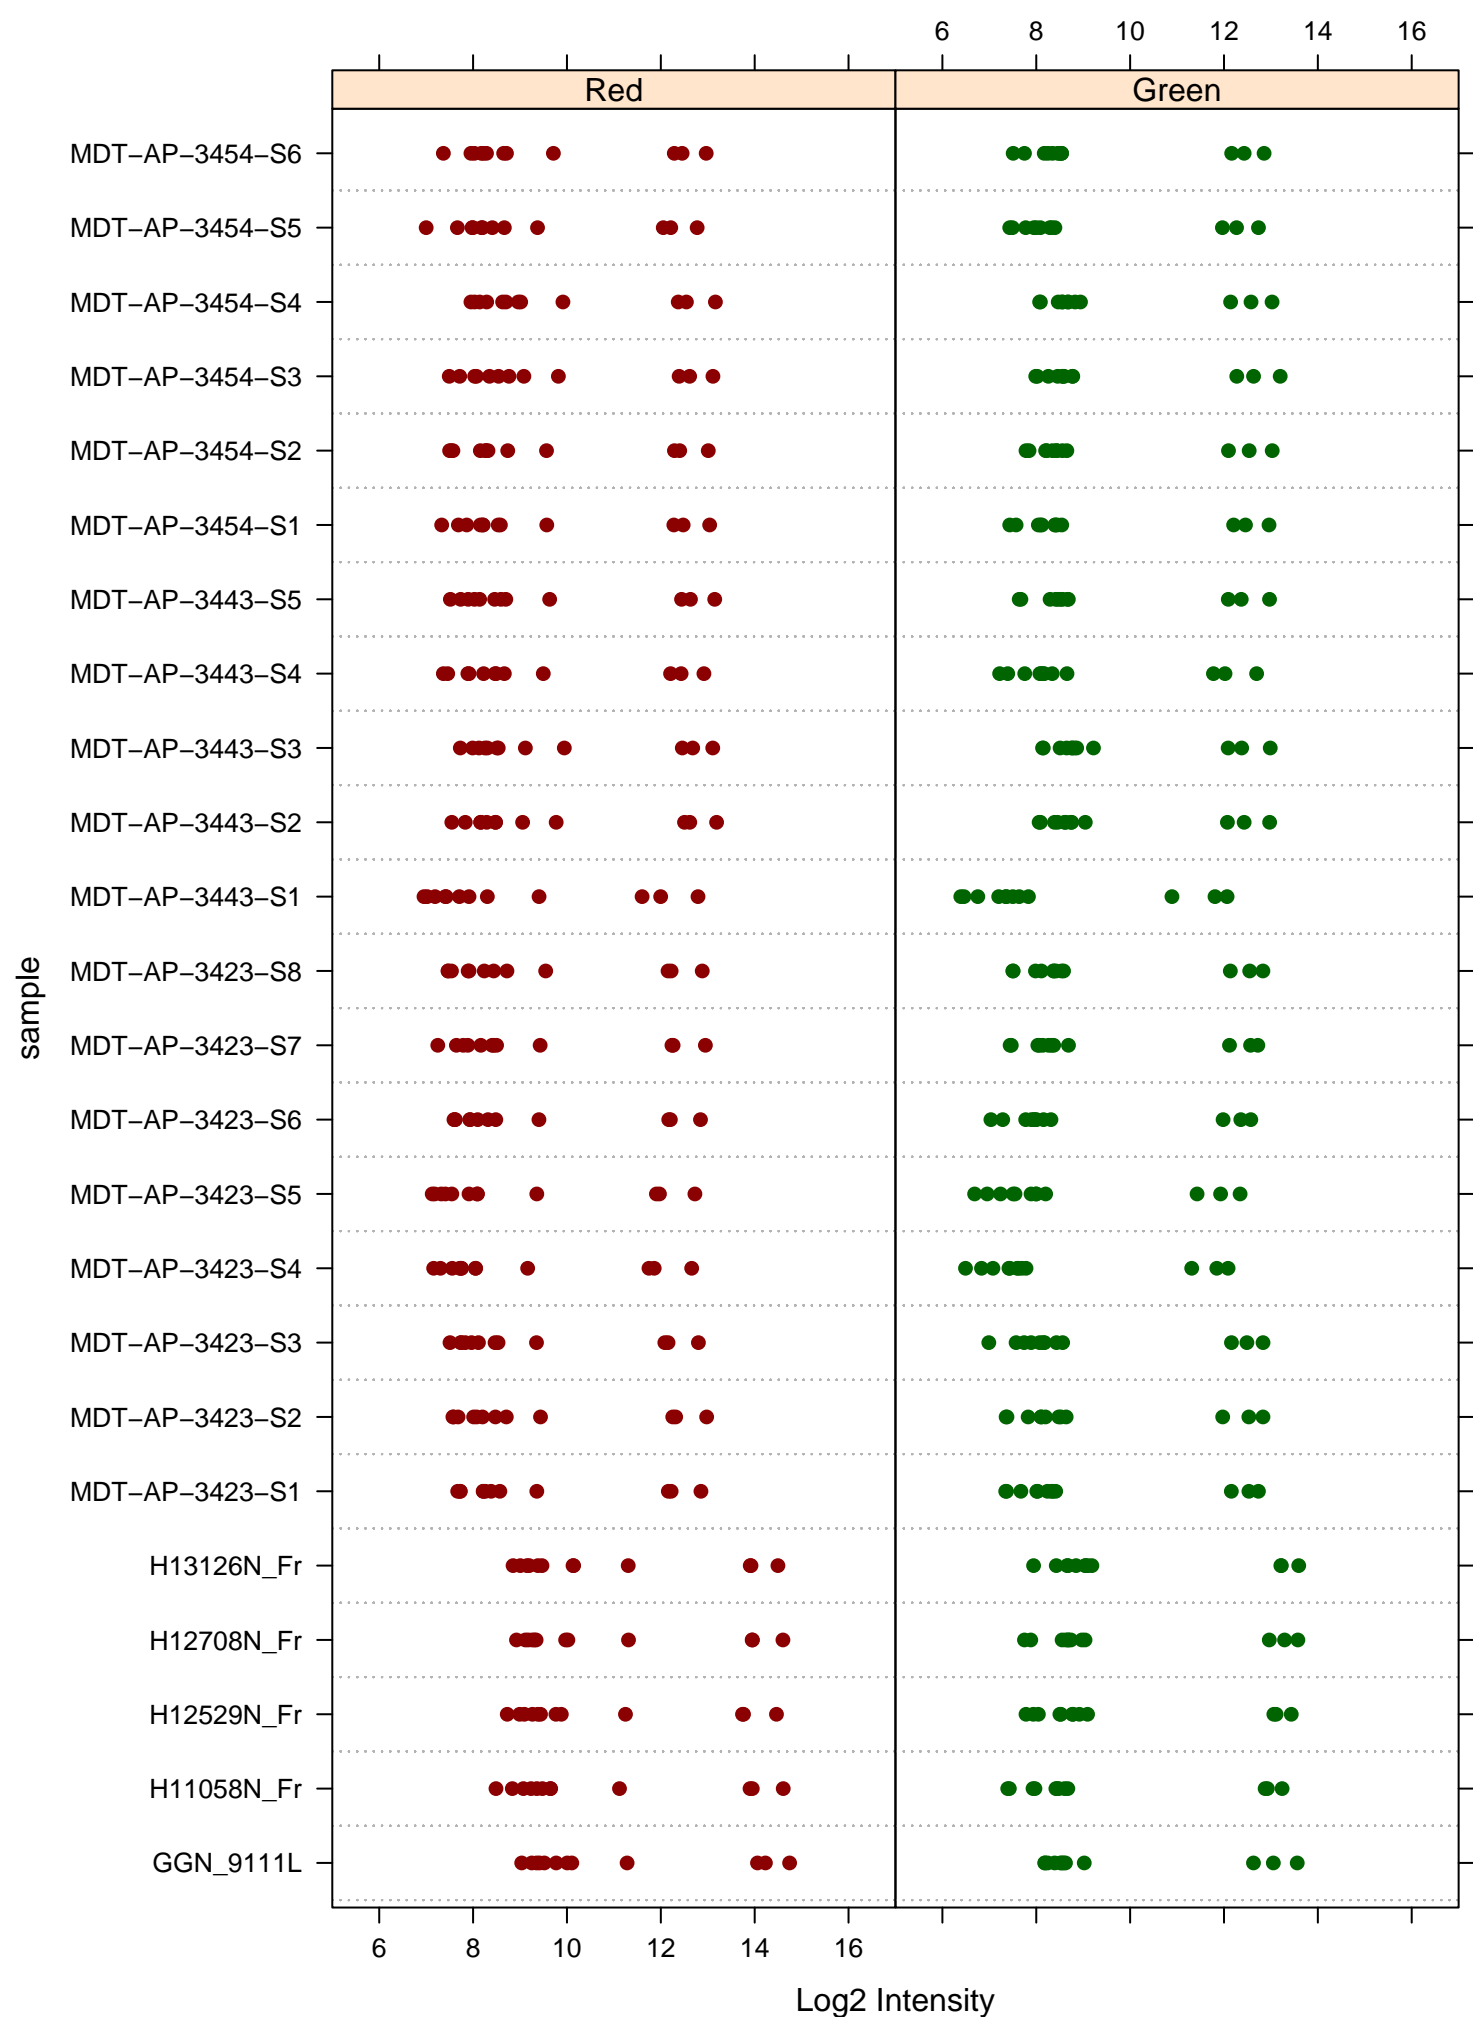 6 8 10 12 14 16
Red Green
MDT−AP−3454−S6
MDT−AP−3454−S5
MDT−AP−3454−S4
MDT−AP−3454−S3
MDT−AP−3454−S2
MDT−AP−3454−S1
MDT−AP−3443−S5
MDT−AP−3443−S4
MDT−AP−3443−S3
MDT−AP−3443−S2
MDT−AP−3443−S1
MDT−AP−3423−S8
MDT−AP−3423−S7
MDT−AP−3423−S6
MDT−AP−3423−S5
MDT−AP−3423−S4
MDT−AP−3423−S3
MDT−AP−3423−S2
MDT−AP−3423−S1
H13126N_Fr
H12708N_Fr
H12529N_Fr
H11058N_Fr
GGN_9111L
sample
6 8 10 12 14 16
Log2 Intensity